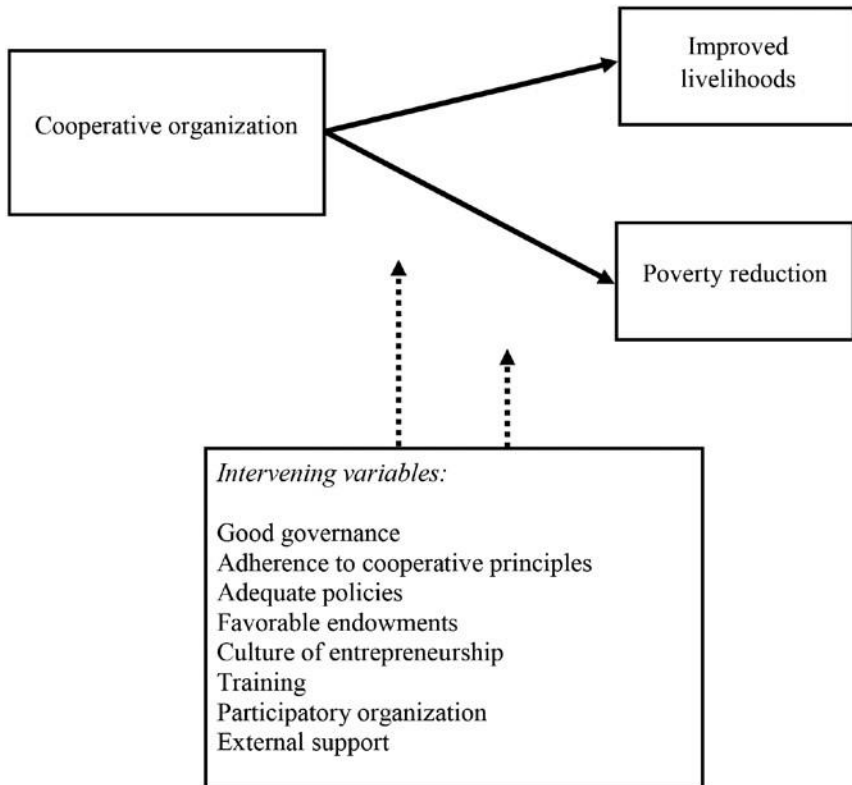 Improved
livelihoods
Cooperative organization
Poverty reduction
Intervening variables:
Good governance
Adherence to cooperative principles
Adequate policies
Favorable endowments
Culture of entrepreneurship
Training
Participatory organization
External support